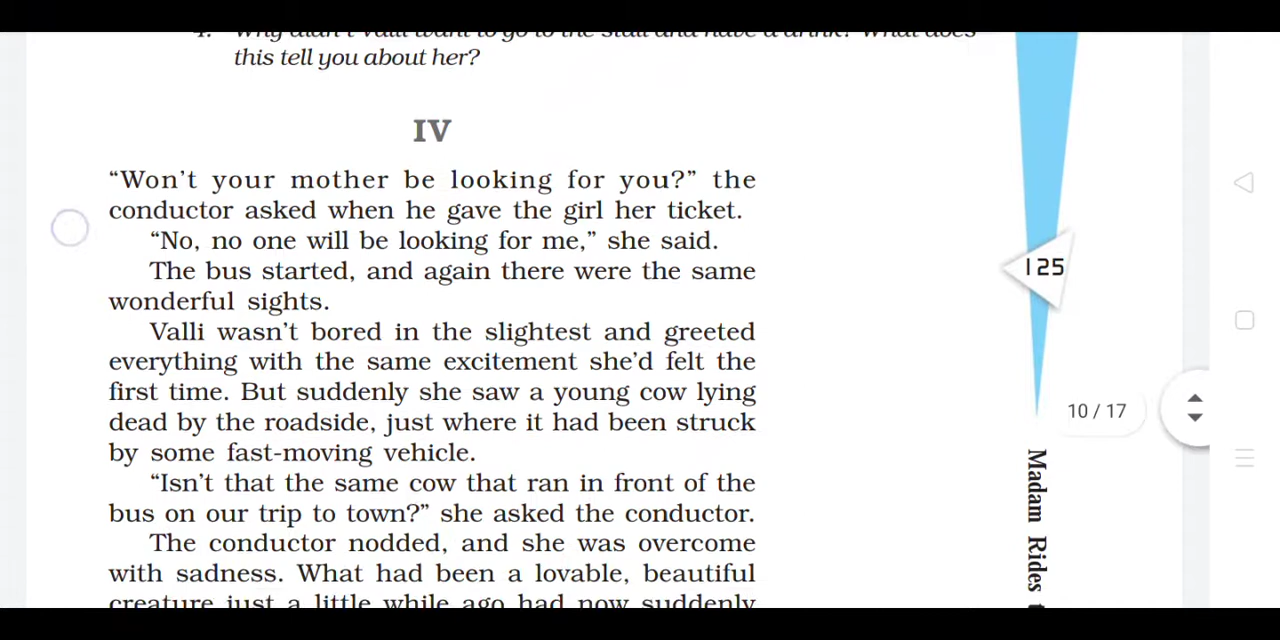 4. Why didn't Valli want to go to the stall and have a drink? What does
this tell you about her?
IV
“Won't your mother be looking for you?” the
conductor asked when he gave the girl her ticket.
“No, no one will be looking for me,” she said.
The bus started, and again there were the same
wonderful sights.
Valli wasn't bored in the slightest and greeted
everything with the same excitement she'd felt the
first time. But suddenly she saw a young cow lying
dead by the roadside, just where it had been struck
by some fast-moving vehicle.
“Isn't that the same cow that ran in front of the
bus on our trip to town?” she asked the conductor.
The conductor nodded, and she was overcome
with sadness. What had been a lovable, beautiful
creature just a little while ago had now suddenly
125
10 / 17
Madam Rides